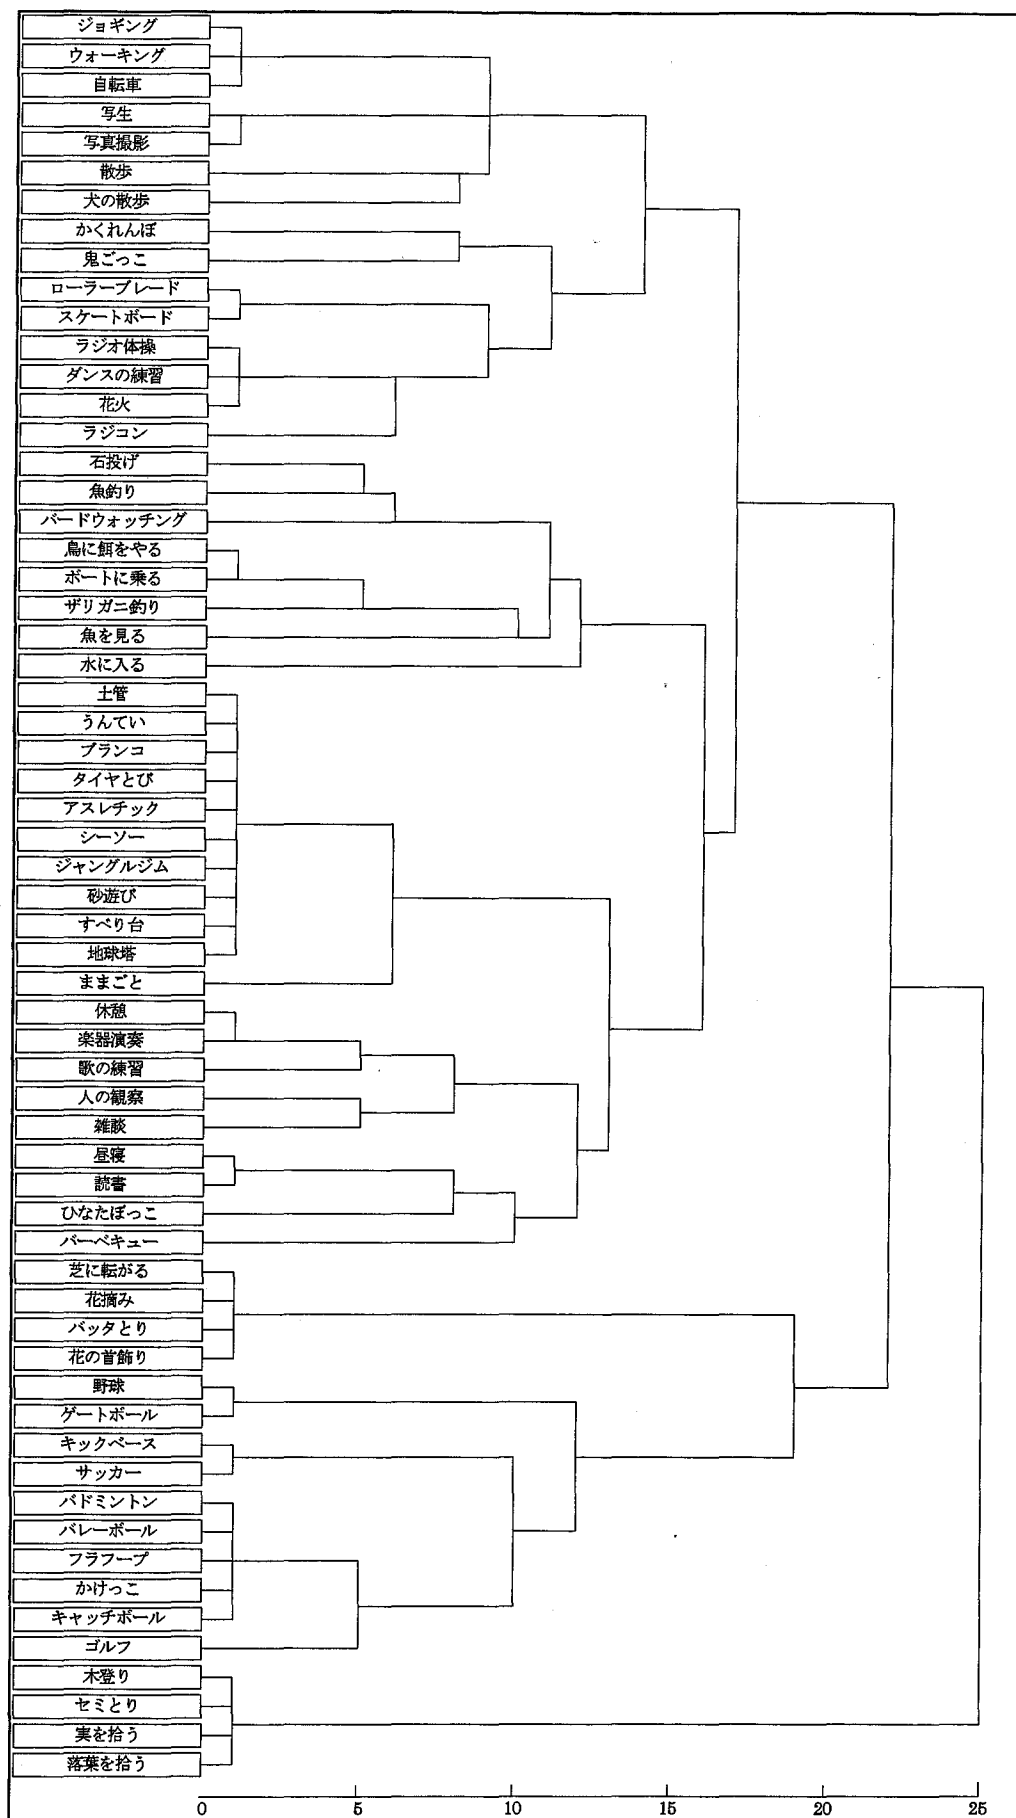 ジョギング
ウォーキング
自転車
写生
写真撮影
散歩
犬の散歩
かくれんぼ
鬼ごっこ
ローラーブレード
スケートボード
ラジオ体操
ダンスの練習
花火
ラジコン
石投げ
魚釣り
バードウォッチング
鳥に餌をやる
ボートに乗る
ザリガニ釣り
魚を見る
水に入る
土管
うんてい
ブランコ
タイヤとび
アスレチック
シーソー
ジャングルジム
砂遊び
すべり台
地球塔
ままごと
休憩
楽器演奏
歌の練習
人の観察
雑談
昼寝
読書
ひなたぼっこ
バーベキュー
芝に転がる
花摘み
バッタとり
花の首飾り
野球
ゲートボール
キックベース
サッカー
バドミントン
バレーボール
フラフープ
かけっこ
キャッチボール
ゴルフ
木登り
セミとり
実を拾う
落葉を拾う
0 5 10 15 20 25